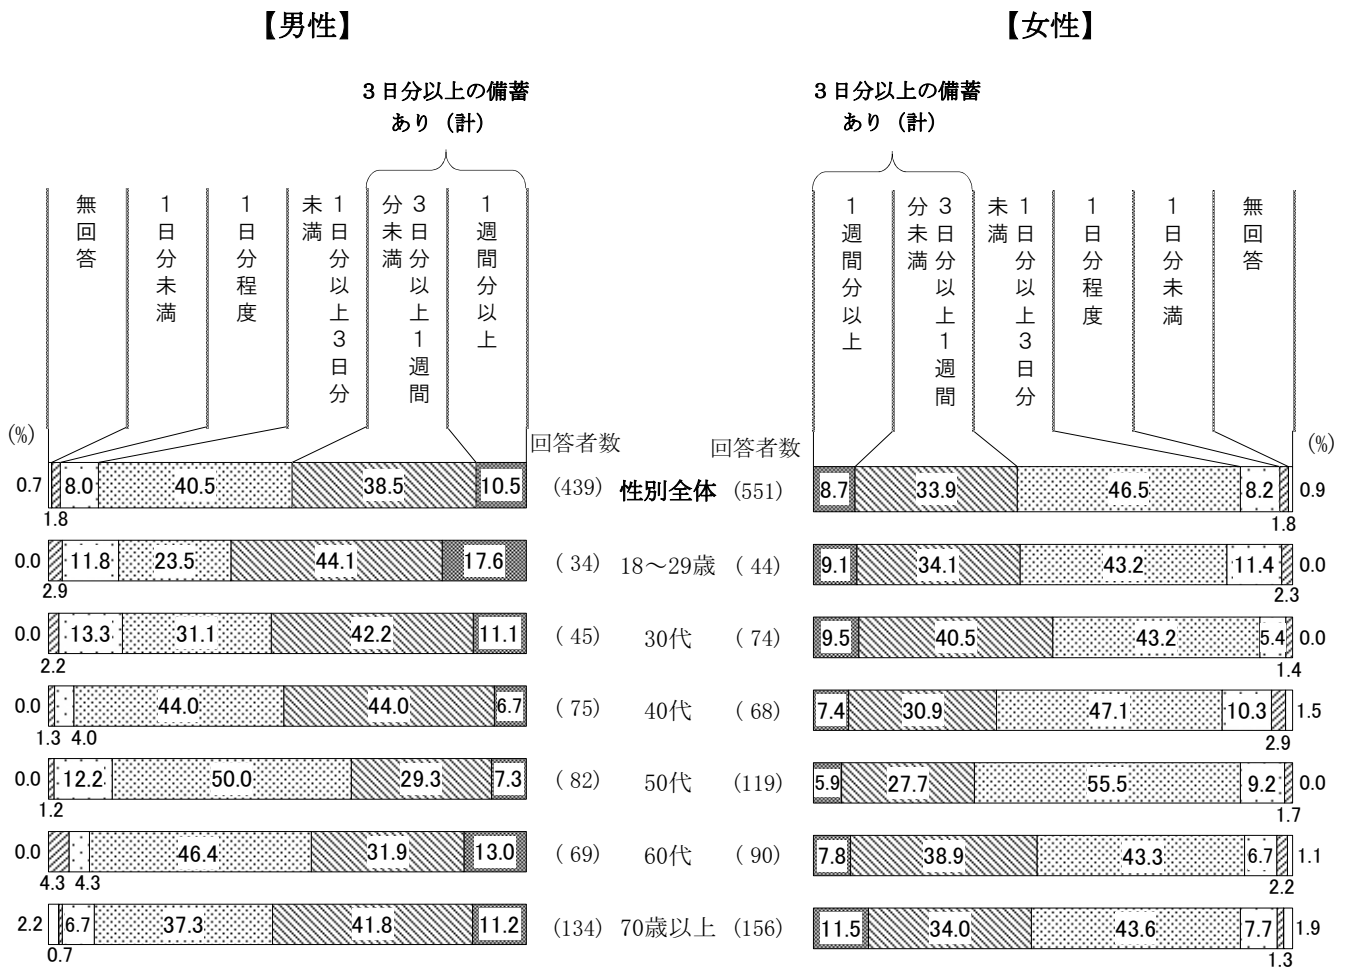 【男性】
【女性】
３日分以上の備蓄
あり（計）
３日分以上の備蓄
あり（計）
無回答
１日分未満
１日分程度
１日分以上３日分
未満
３日分以上１週間
分未満
１週間分以上
１週間分以上
３日分以上１週間
分未満
１日分以上３日分
未満
１日分程度
１日分未満
無回答
(%)
回答者数
回答者数
(%)
0.7 8.0 40.5 38.5 10.5 (439) 性別全体 (551) 8.7 33.9 46.5 8.2 0.9
1.8 1.8
0.0 11.8 23.5 44.1 17.6 ( 34) 18～29歳 ( 44) 9.1 34.1 43.2 11.4 0.0
2.9 2.3
0.0 13.3 31.1 42.2 11.1 ( 45) 30代 ( 74) 9.5 40.5 43.2 5.4 0.0
2.2 1.4
0.0 44.0 44.0 6.7 ( 75) 40代 ( 68) 7.4 30.9 47.1 10.3 1.5
1.3 4.0 2.9
0.0 12.2 50.0 29.3 7.3 ( 82) 50代 (119) 5.9 27.7 55.5 9.2 0.0
1.2 1.7
0.0 46.4 31.9 13.0 ( 69) 60代 ( 90) 7.8 38.9 43.3 6.7 1.1
4.3 4.3 2.2
2.2 6.7 37.3 41.8 11.2 (134) 70歳以上 (156) 11.5 34.0 43.6 7.7 1.9
0.7 1.3